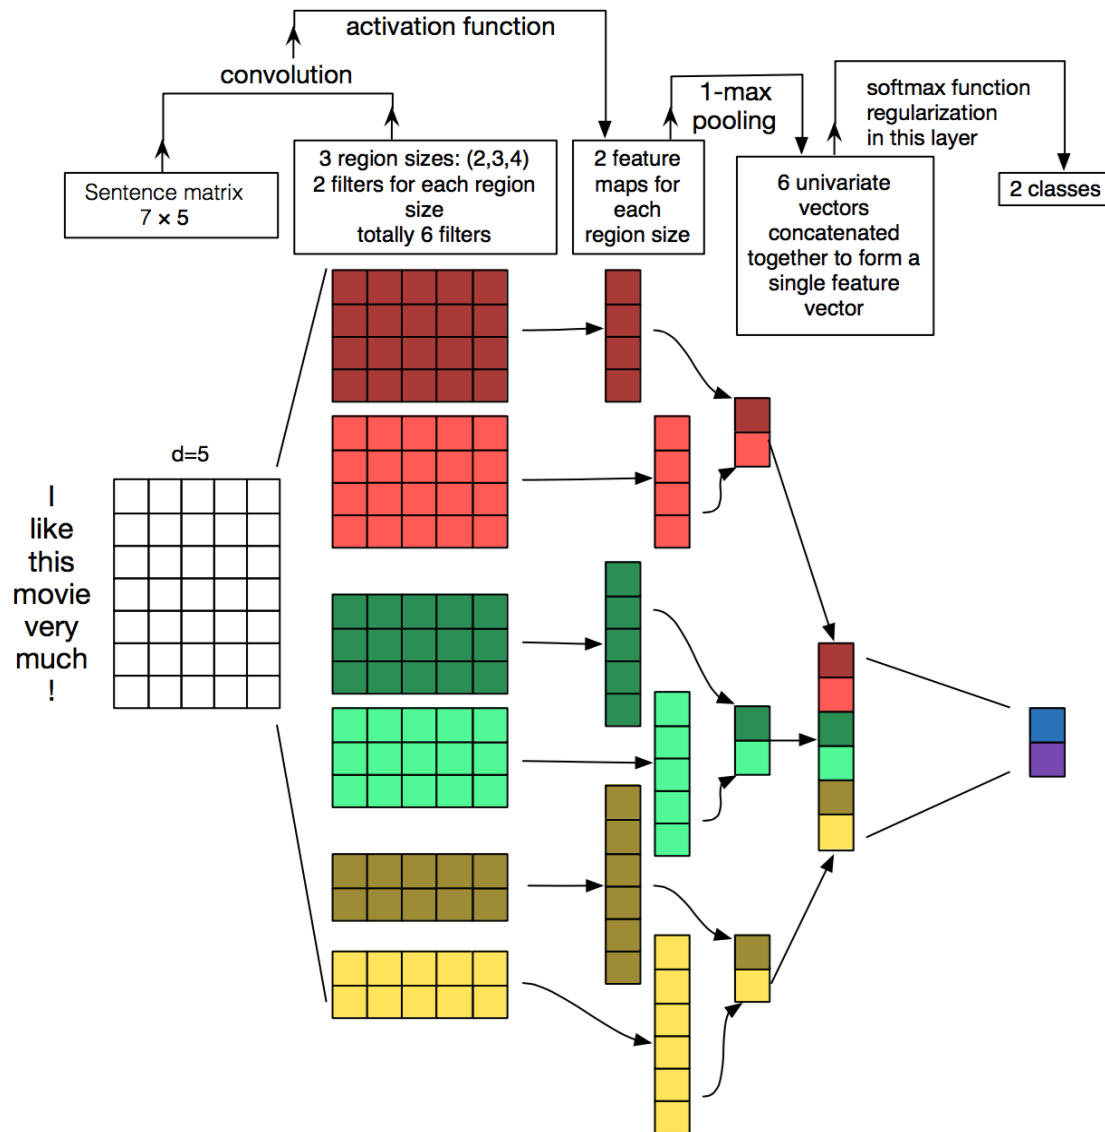 activation function
convolution
1-max
pooling
softmax function
regularization
in this layer
Sentence matrix
7 × 5
3 region sizes: (2,3,4)
2 filters for each region
size
totally 6 filters
2 feature
maps for
each
region size
6 univariate
vectors
concatenated
together to form a
single feature
vector
2 classes
d=5
I
like
this
movie
very
much
!